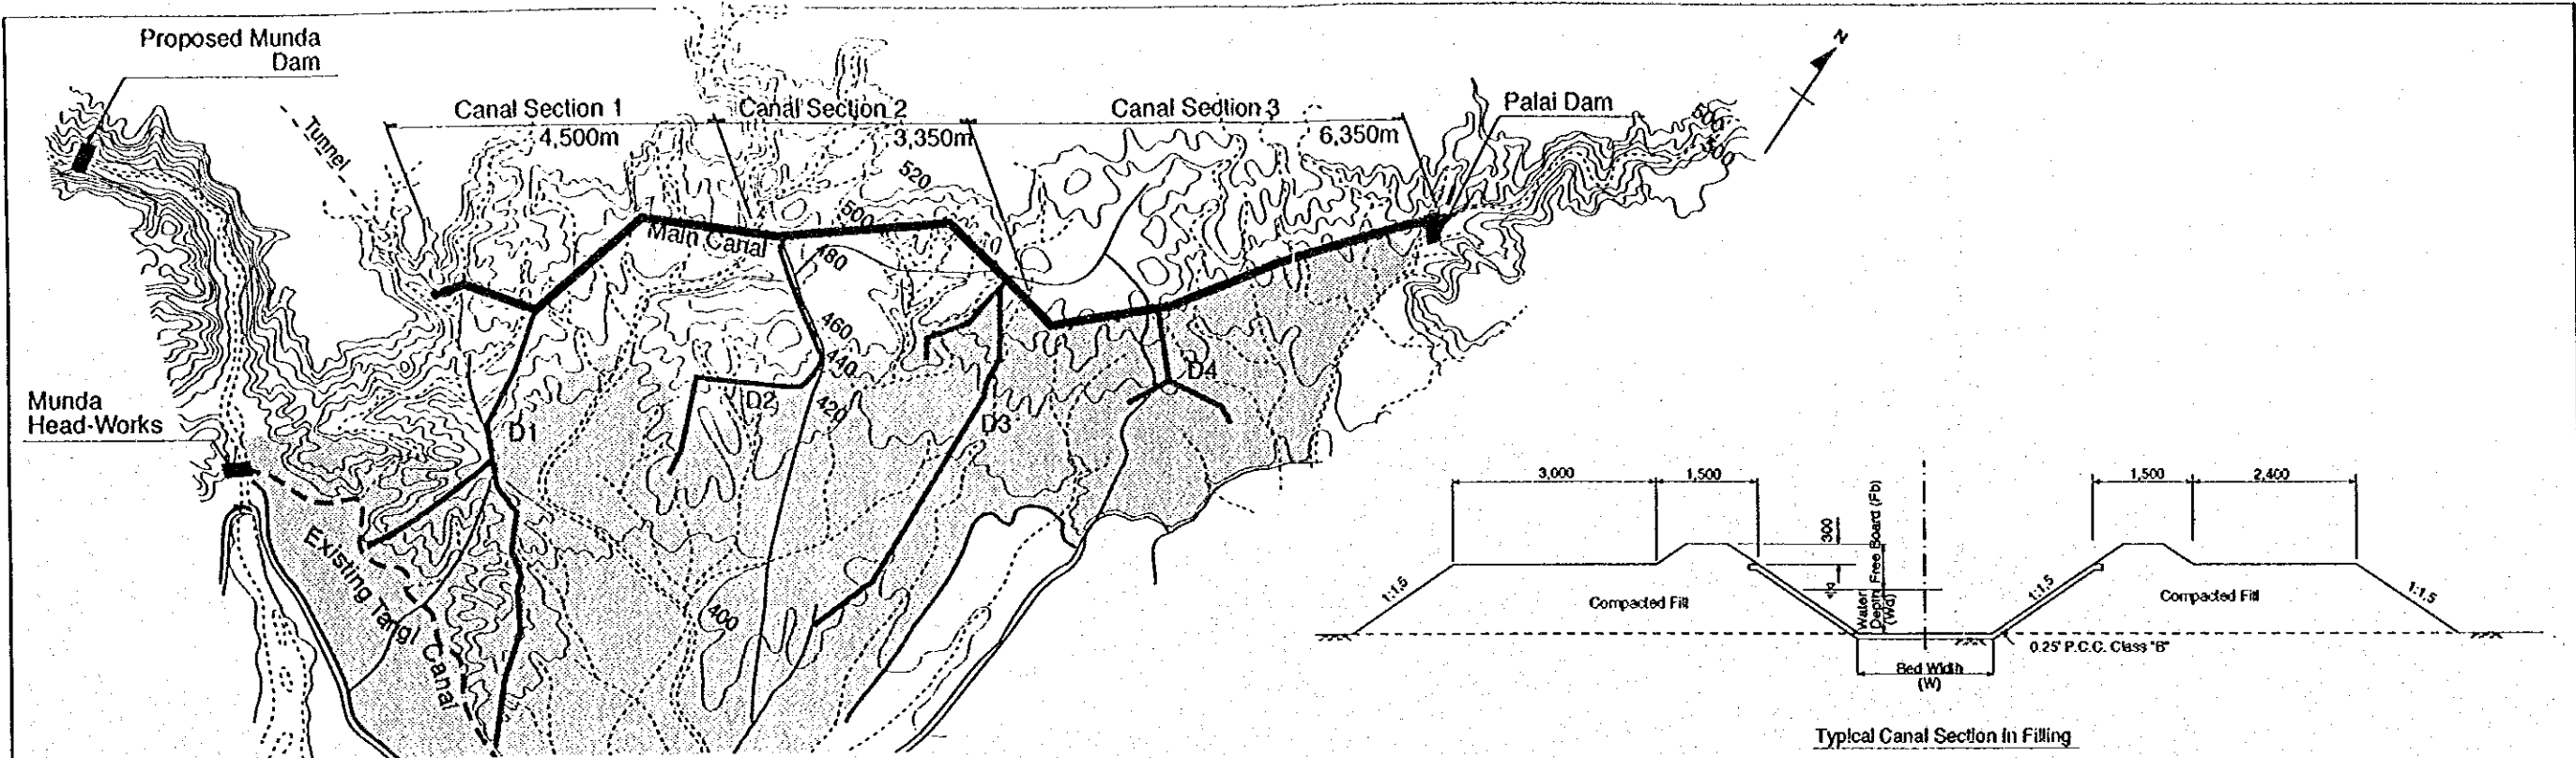 Proposed Munda
Dam
N
Canal Section 1
4,500m
Canal Section 2
3,350m
Canal Section 3
6,350m
Palai Dam
500
500
Tunnel
520
500
Main Canal
480
460
440
420
400
D1
D2
D3
D4
Munda
Head-Works
Existing Tangi
Canal
3,000
1,500
1,500
2,400
300
Free Board (Fb)
Water
Depth
(Wd)
1:1.5
1:1.5
1:1.5
Compacted Fill
Compacted Fill
0.25' P.C.C. Class "B"
Bed Width
(W)
Typical Canal Section in Filling